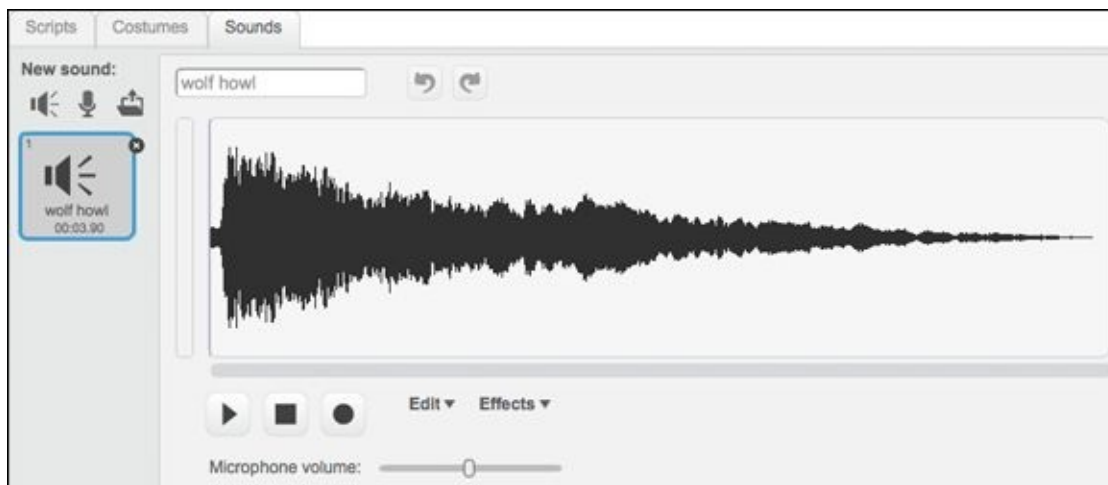 Scripts Costumes Sounds
New sound:
wolf howl
1
wolf howl
00:03.90
Edit Effects
Microphone volume: